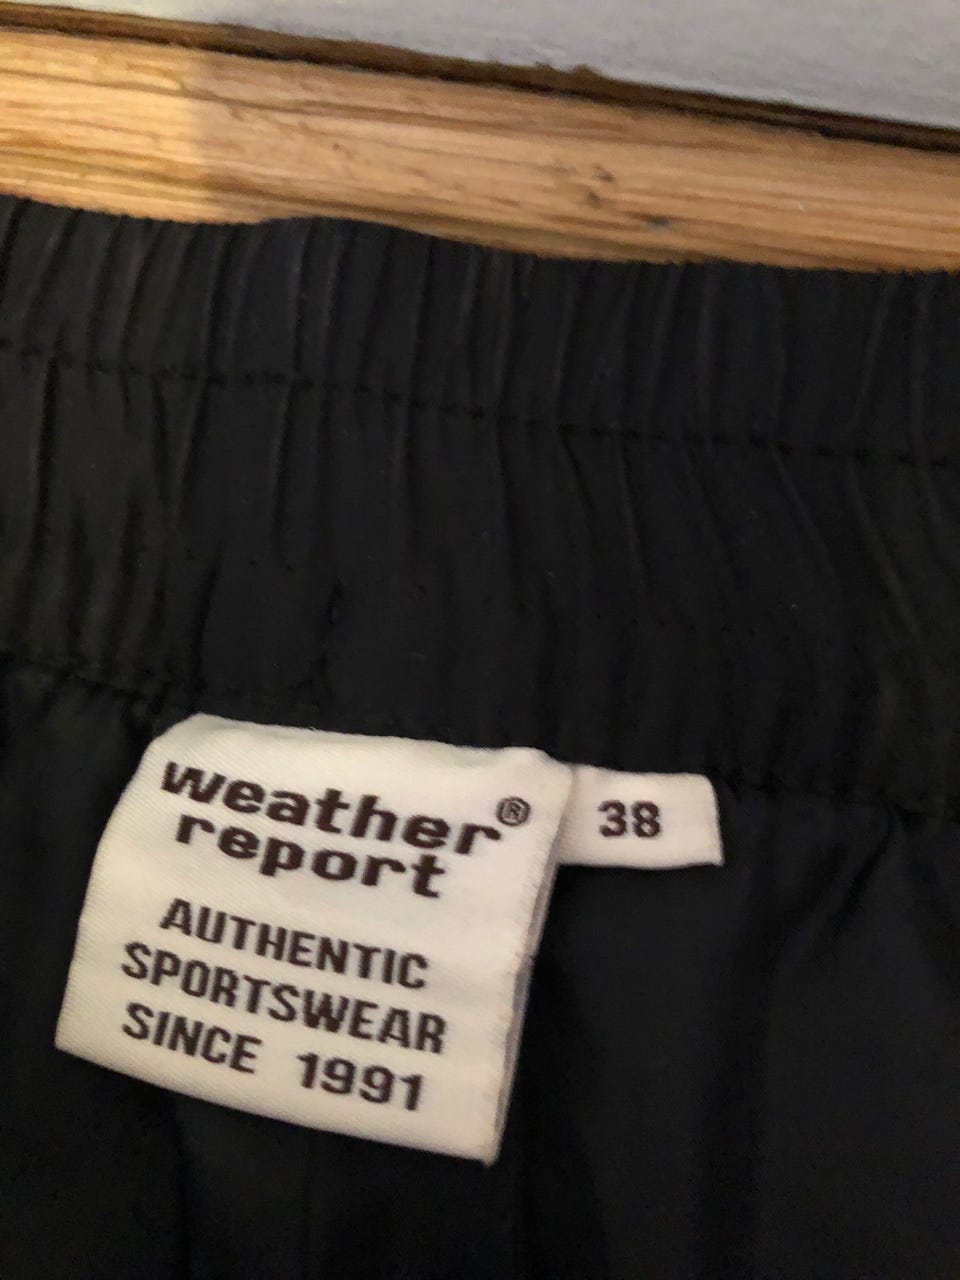 weather®
report
AUTHENTIC
SPORTSWEAR
SINCE 1991
38